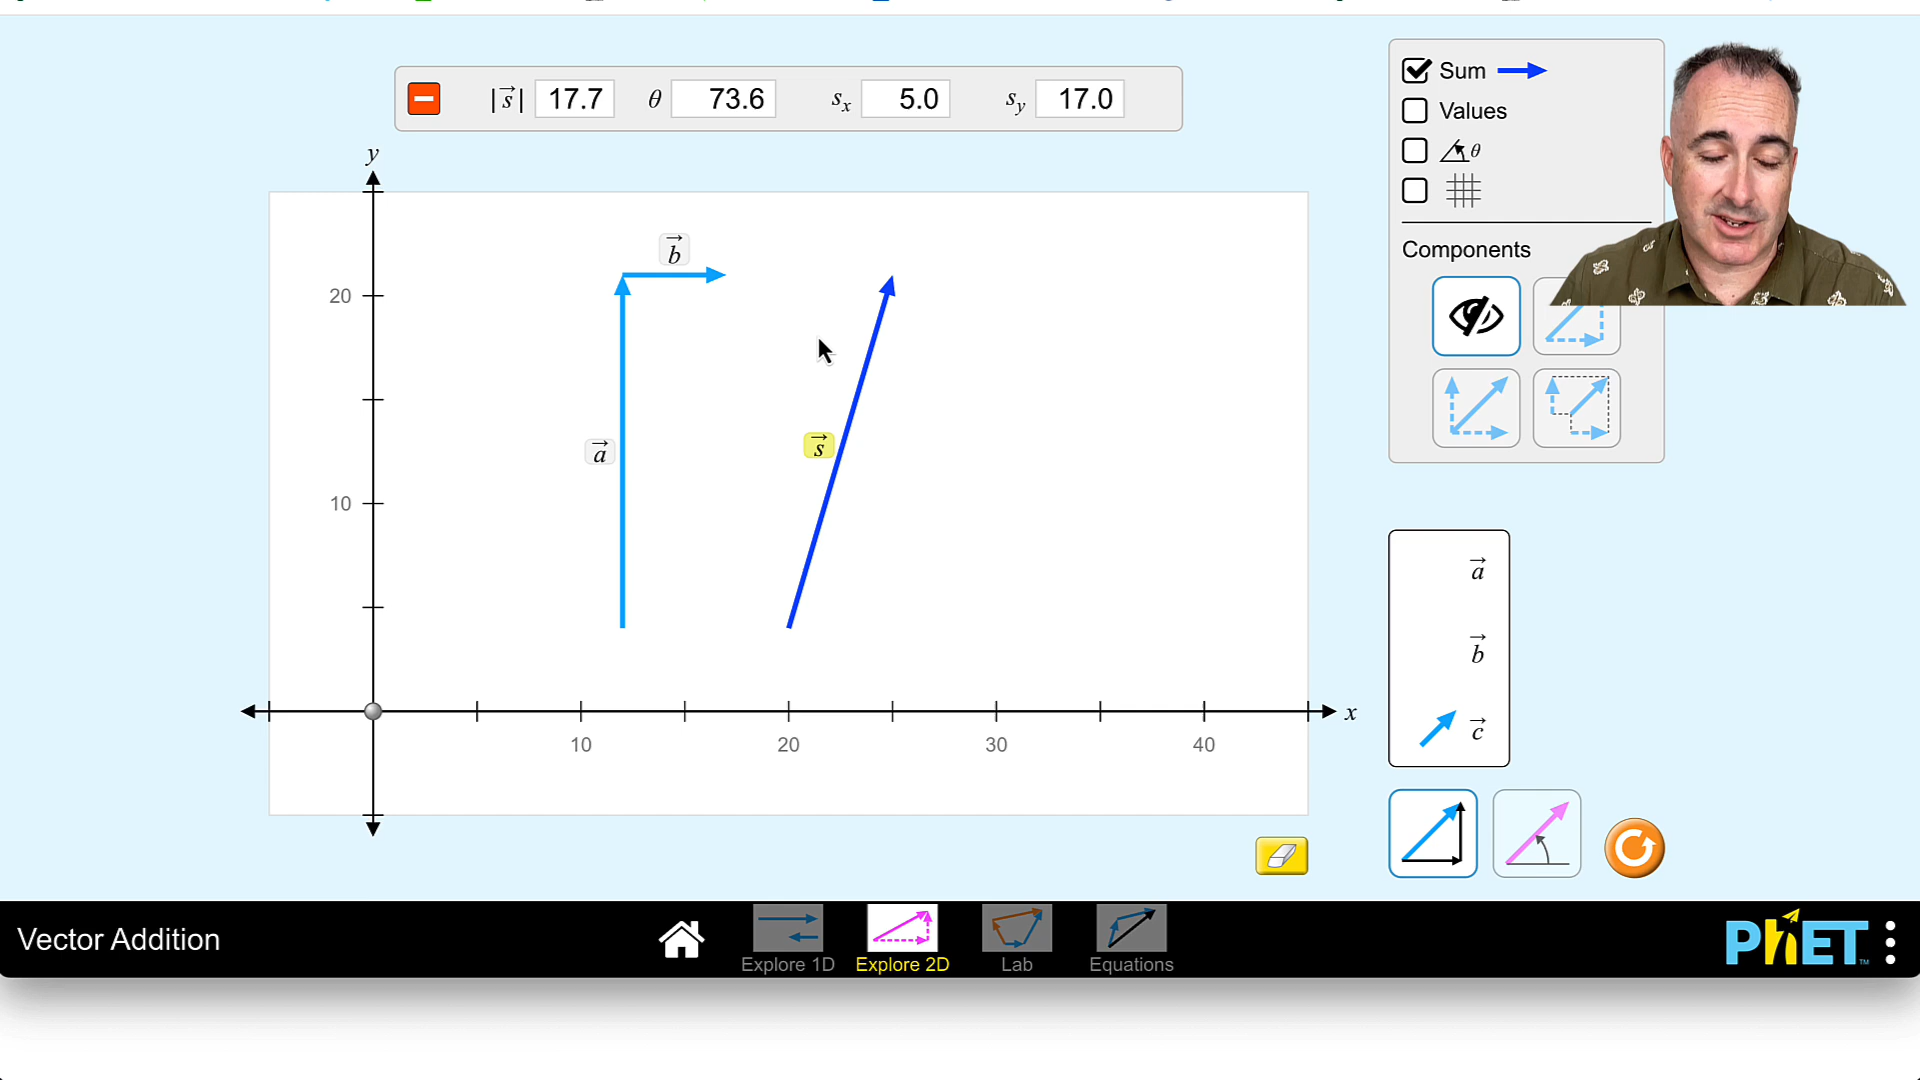 |s| 17.7 θ 73.6 sx 5.0 sy 17.0
Sum
Values
θ
Components
y
b
20
a
s
10
x
10 20 30 40
a
b
c
Vector Addition
Explore 1D
Explore 2D
Lab
Equations
PhET